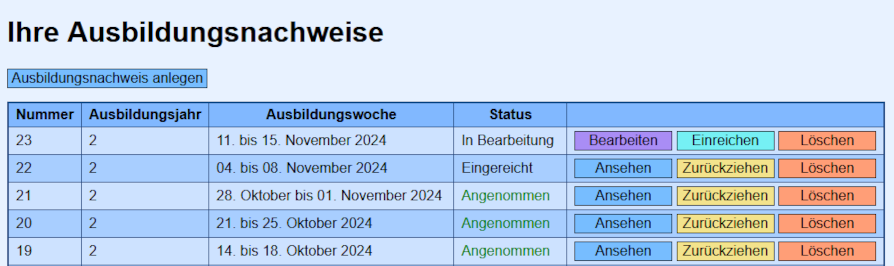 Ihre Ausbildungsnachweise
Ausbildungsnachweis anlegen
Nummer Ausbildungsjahr Ausbildungswoche Status
23 2 11. bis 15. November 2024 In Bearbeitung Bearbeiten Einreichen Löschen
22 2 04. bis 08. November 2024 Eingereicht Ansehen Zurückziehen Löschen
21 2 28. Oktober bis 01. November 2024 Angenommen Ansehen Zurückziehen Löschen
20 2 21. bis 25. Oktober 2024 Angenommen Ansehen Zurückziehen Löschen
19 2 14. bis 18. Oktober 2024 Angenommen Ansehen Zurückziehen Löschen